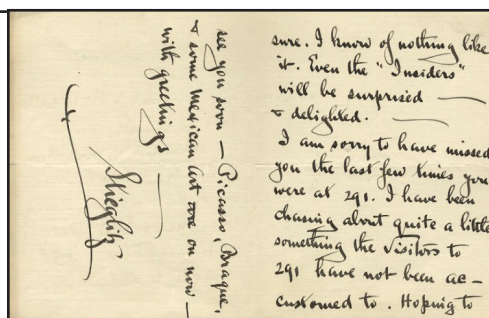 sure. I know of nothing like
it. Even the "Insiders"
will be surprised —
& delighted. —
I am sorry to have missed
you the last few times you
were at 291. I have been
chasing about quite a little
something the visitors to
291 have not been ac-
customed to. Hoping to
see you soon — Picasso, Braque,
& some Mexican art are on now —
with greetings —
Stieglitz